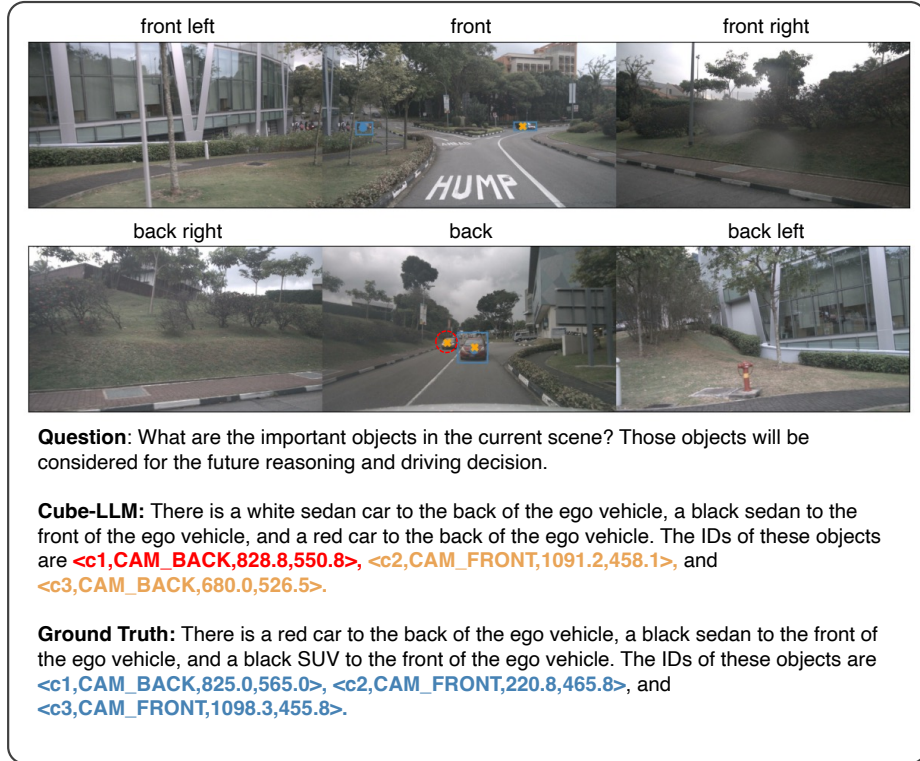 front left
front
front right
HUMP
back right
back
back left
Question: What are the important objects in the current scene? Those objects will be
considered for the future reasoning and driving decision.
Cube-LLM: There is a white sedan car to the back of the ego vehicle, a black sedan to the
front of the ego vehicle, and a red car to the back of the ego vehicle. The IDs of these objects
are <c1,CAM_BACK,828.8,550.8>, <c2,CAM_FRONT,1091.2,458.1>, and
<c3,CAM_BACK,680.0,526.5>.
Ground Truth: There is a red car to the back of the ego vehicle, a black sedan to the front of
the ego vehicle, and a black SUV to the front of the ego vehicle. The IDs of these objects are
<c1,CAM_BACK,825.0,565.0>, <c2,CAM_FRONT,220.8,465.8>, and
<c3,CAM_FRONT,1098.3,455.8>.